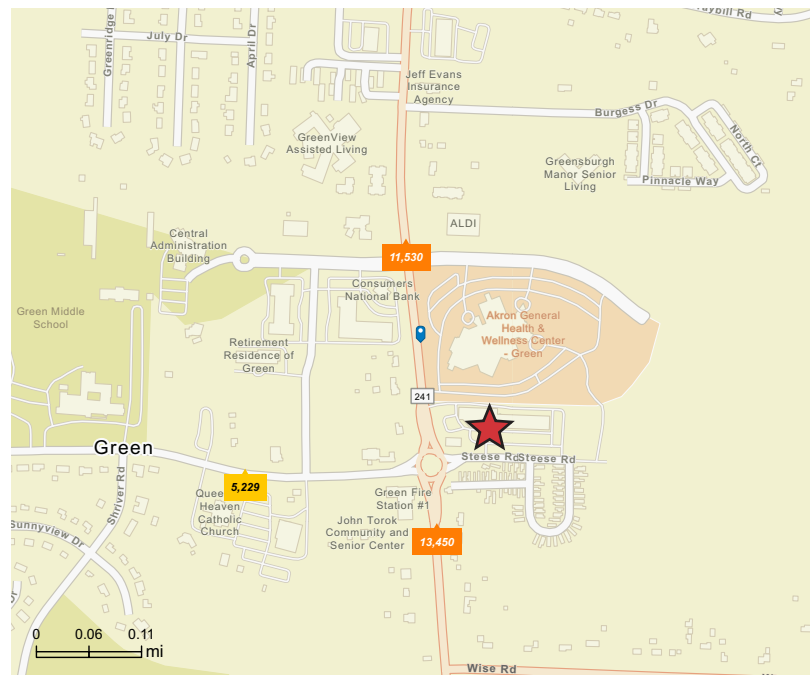 aybill Rd
July Dr
Greenridge
April Dr
Jeff Evans
Insurance
Agency
Burgess Dr
North Ct
GreenView
Assisted Living
Greensburgh
Manor Senior
Living
Pinnacle Way
ALDI
Central
Administration
Building
11,530
Consumers
National Bank
Green Middle
School
Akron General
Health &
Wellness Center
- Green
Retirement
Residence of
Green
241
Green
Steese Rd
Steese Rd
Shriver Rd
5,229
Quee
Heaven
Catholic
Church
Green Fire
Station #1
John Torok
Community and
Senior Center
13,450
Sunnyview Dr
Dr
0 0.06 0.11
mi
Wise Rd